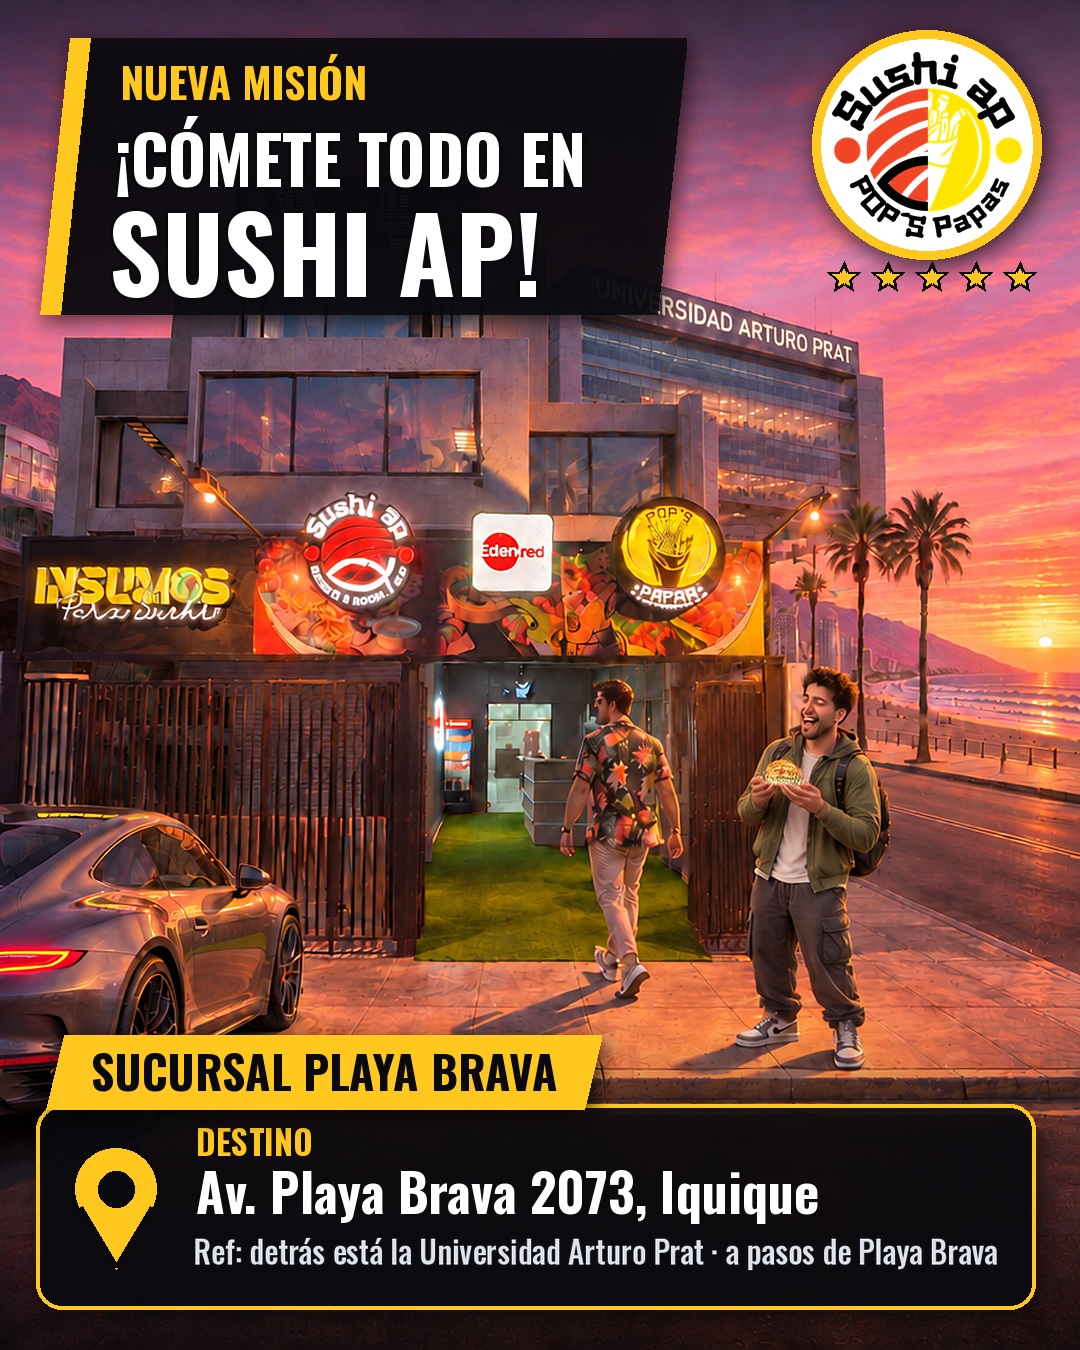 NUEVA MISIÓN
¡CÓMETE TODO EN
SUSHI AP!
Sushi ap
POP'S Papas
UNIVERSIDAD ARTURO PRAT
Sushi ap
Edenred
POP'S
PAPAS
INSUMOS
Para Sushi
SUCURSAL PLAYA BRAVA
DESTINO
Av. Playa Brava 2073, Iquique
Ref: detrás está la Universidad Arturo Prat · a pasos de Playa Brava